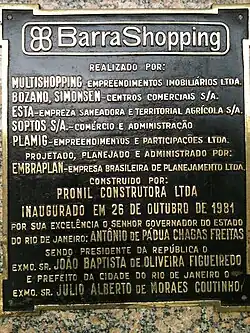 BarraShopping
REALIZADO POR:
MULTISHOPPING, EMPREENDIMENTOS IMOBILIÁRIOS LTDA.
BOZANO, SIMONSEN-CENTROS COMERCIAIS S/A.
ESTA-EMPRESA SANEADORA E TERRITORIAL AGRÍCOLA S/A.
SOPTOS S/A.-COMÉRCIO E ADMINISTRAÇÃO
PLAMIG-EMPREENDIMENTOS E PARTICIPAÇÕES LTDA.
PROJETADO, PLANEJADO E ADMINISTRADO POR:
EMBRAPLAN-EMPRESA BRASILEIRA DE PLANEJAMENTO LTDA.
CONSTRUIDO POR:
PRONIL CONSTRUTORA LTDA
INAUGURADO EM 26 DE OUTUBRO DE 1981
POR SUA EXCELÊNCIA O SENHOR GOVERNADOR DO ESTADO
DO RIO DE JANEIRO; ANTÔNIO DE PÁDUA CHAGAS FREITAS
SENDO PRESIDENTE DA REPÚBLICA O
EXMO. SR. JOÃO BAPTISTA DE OLIVEIRA FIGUEIREDO
E PREFEITO DA CIDADE DO RIO DE JANEIRO O
EXMO. SR. JULIO ALBERTO DE MORAES COUTINHO